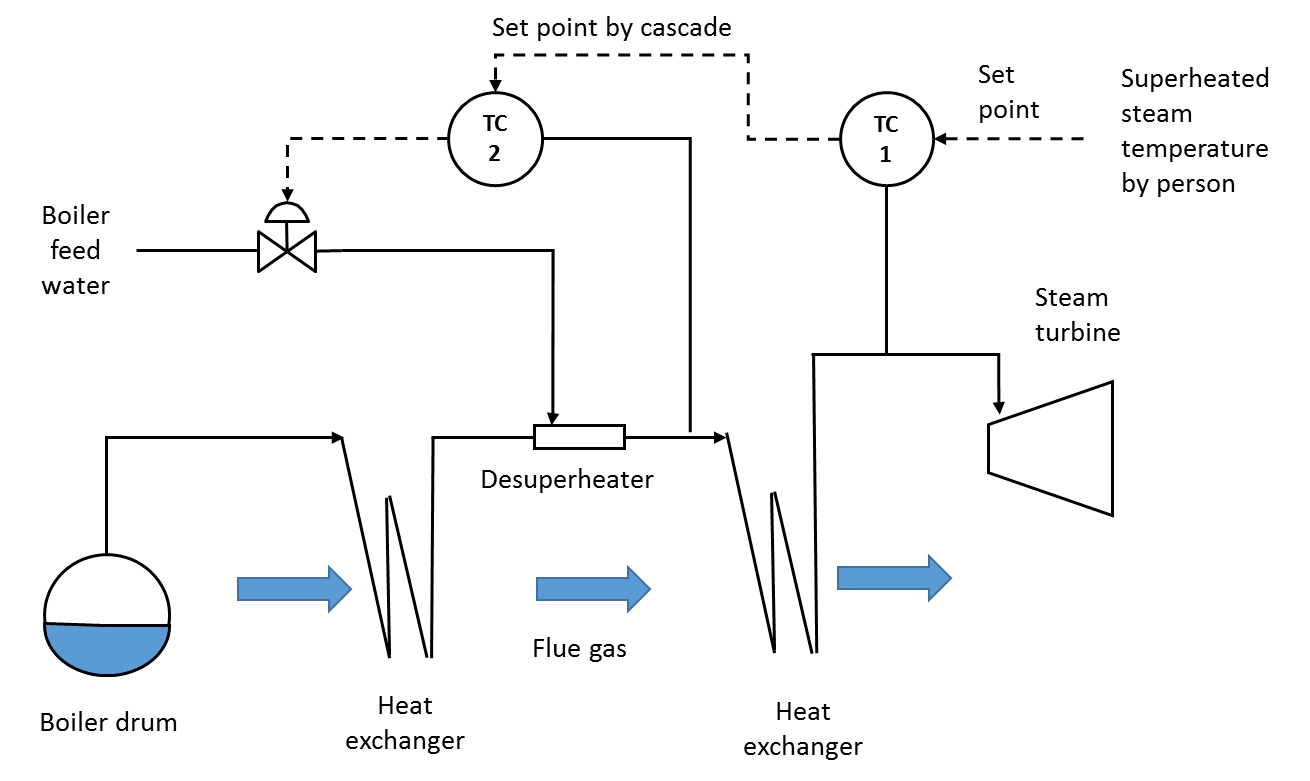 Set point by cascade
Set
point
Superheated
steam
temperature
by person
TC
2
TC
1
Boiler
feed
water
Steam
turbine
Desuperheater
Flue gas
Boiler drum
Heat
exchanger
Heat
exchanger